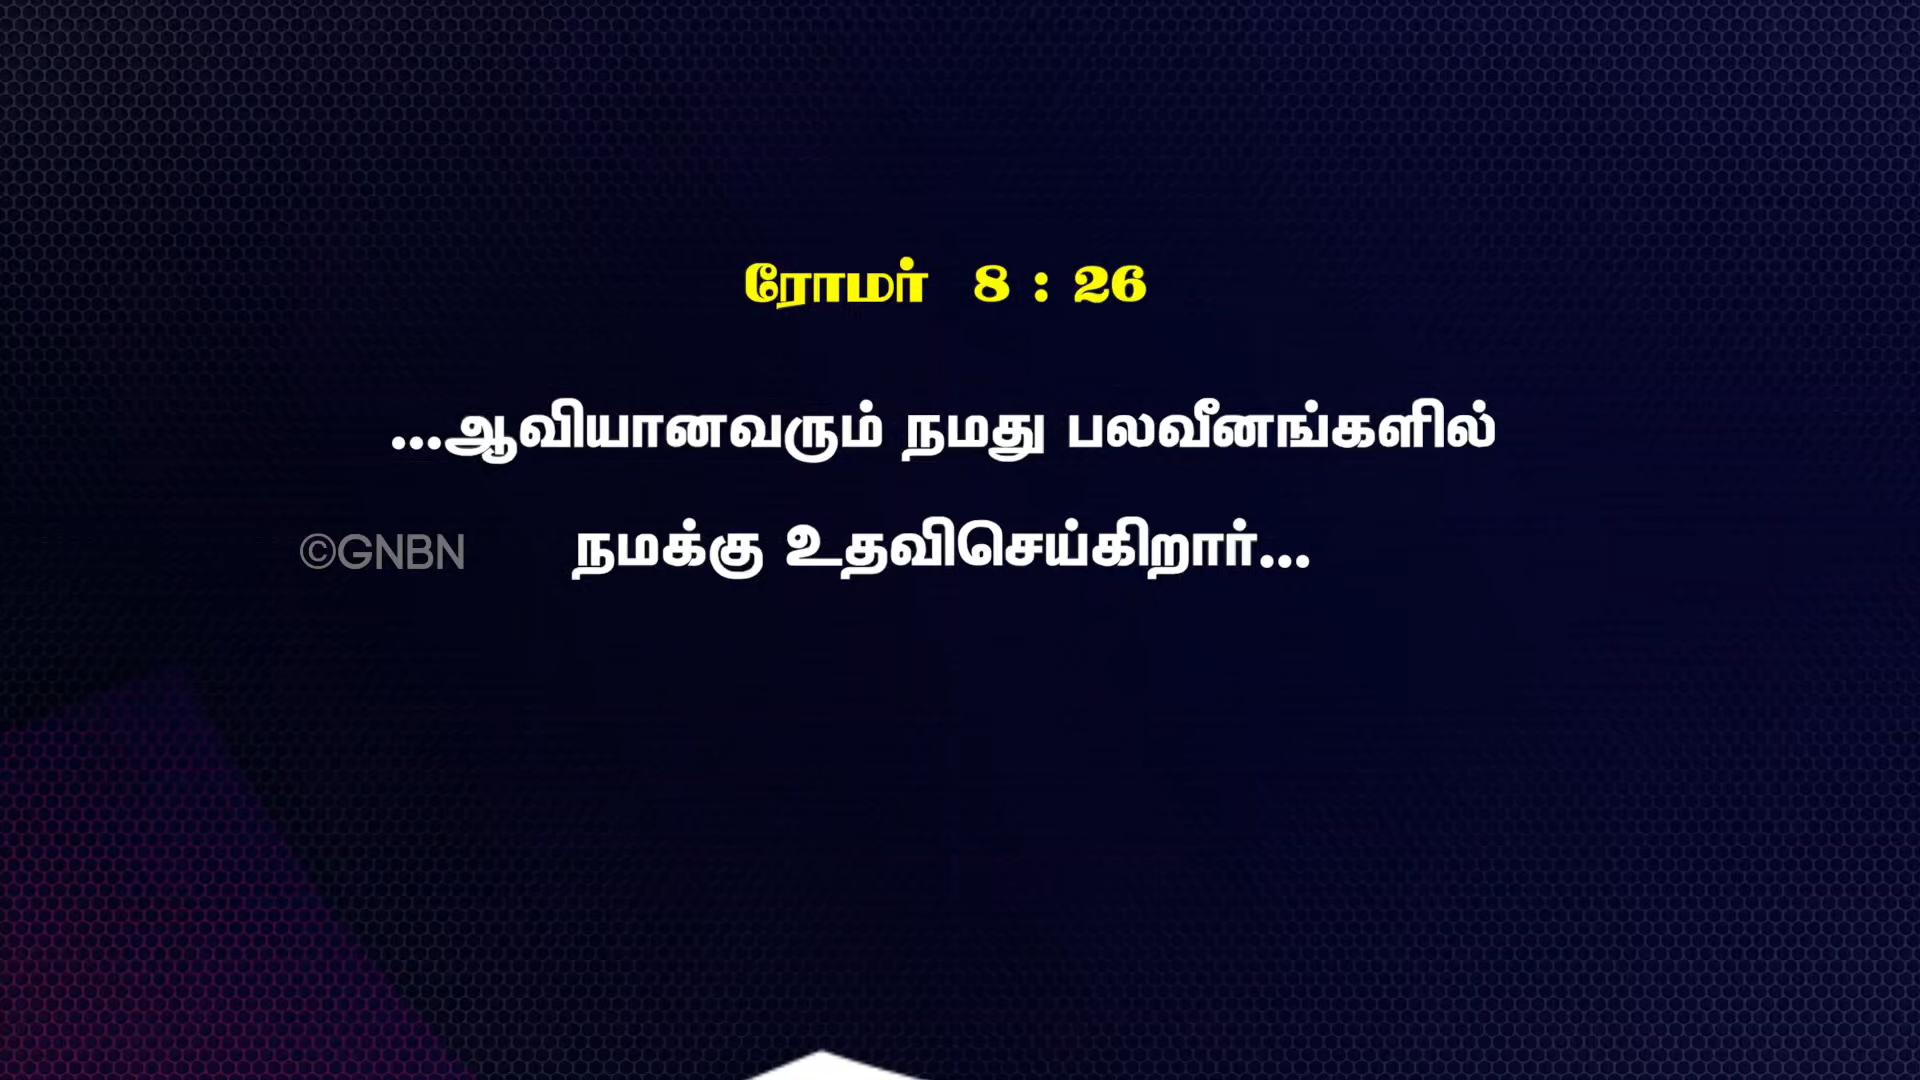 ரோமர் 8 : 26
...ஆவியானவரும் நமது பலவீனங்களில்
நமக்கு உதவிசெய்கிறார்...
©GNBN